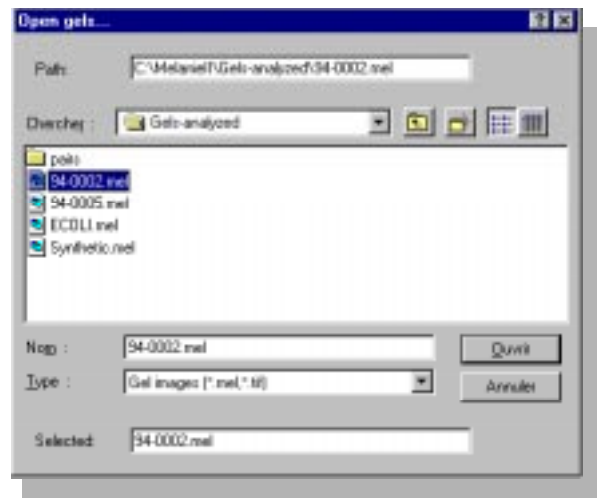 Open gels...
Path: C:\MelanieII\Gels-analyzed\94-0002.mel
Chercher : Gels-analyzed
pairs
94-0002.mel
94-0005.mel
ECOLI.mel
Synthetic.mel
Nom : 94-0002.mel
Ouvrir
Type : Gel images (*.mel,*.tif)
Annuler
Selected: 94-0002.mel